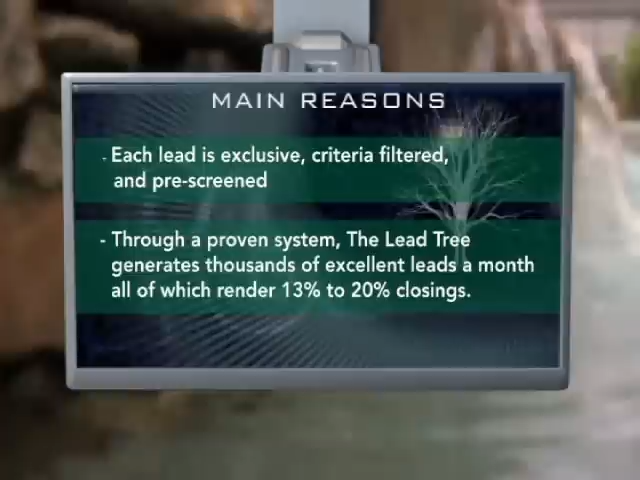 MAIN REASONS
- Each lead is exclusive, criteria filtered,
and pre-screened
- Through a proven system, The Lead Tree
generates thousands of excellent leads a month
all of which render 13% to 20% closings.